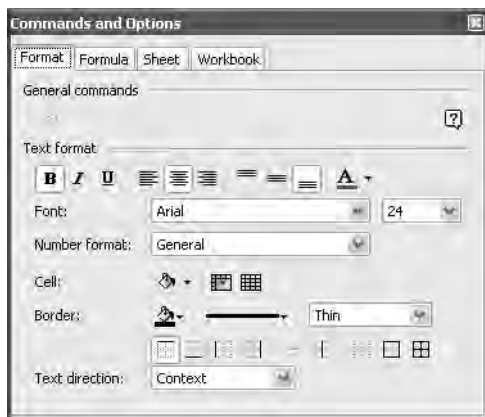 Commands and Options
Format Formula Sheet Workbook
General commands
?
Text format
B I U A
Font: Arial 24
Number format: General
Cell:
Border: Thin
Text direction: Context